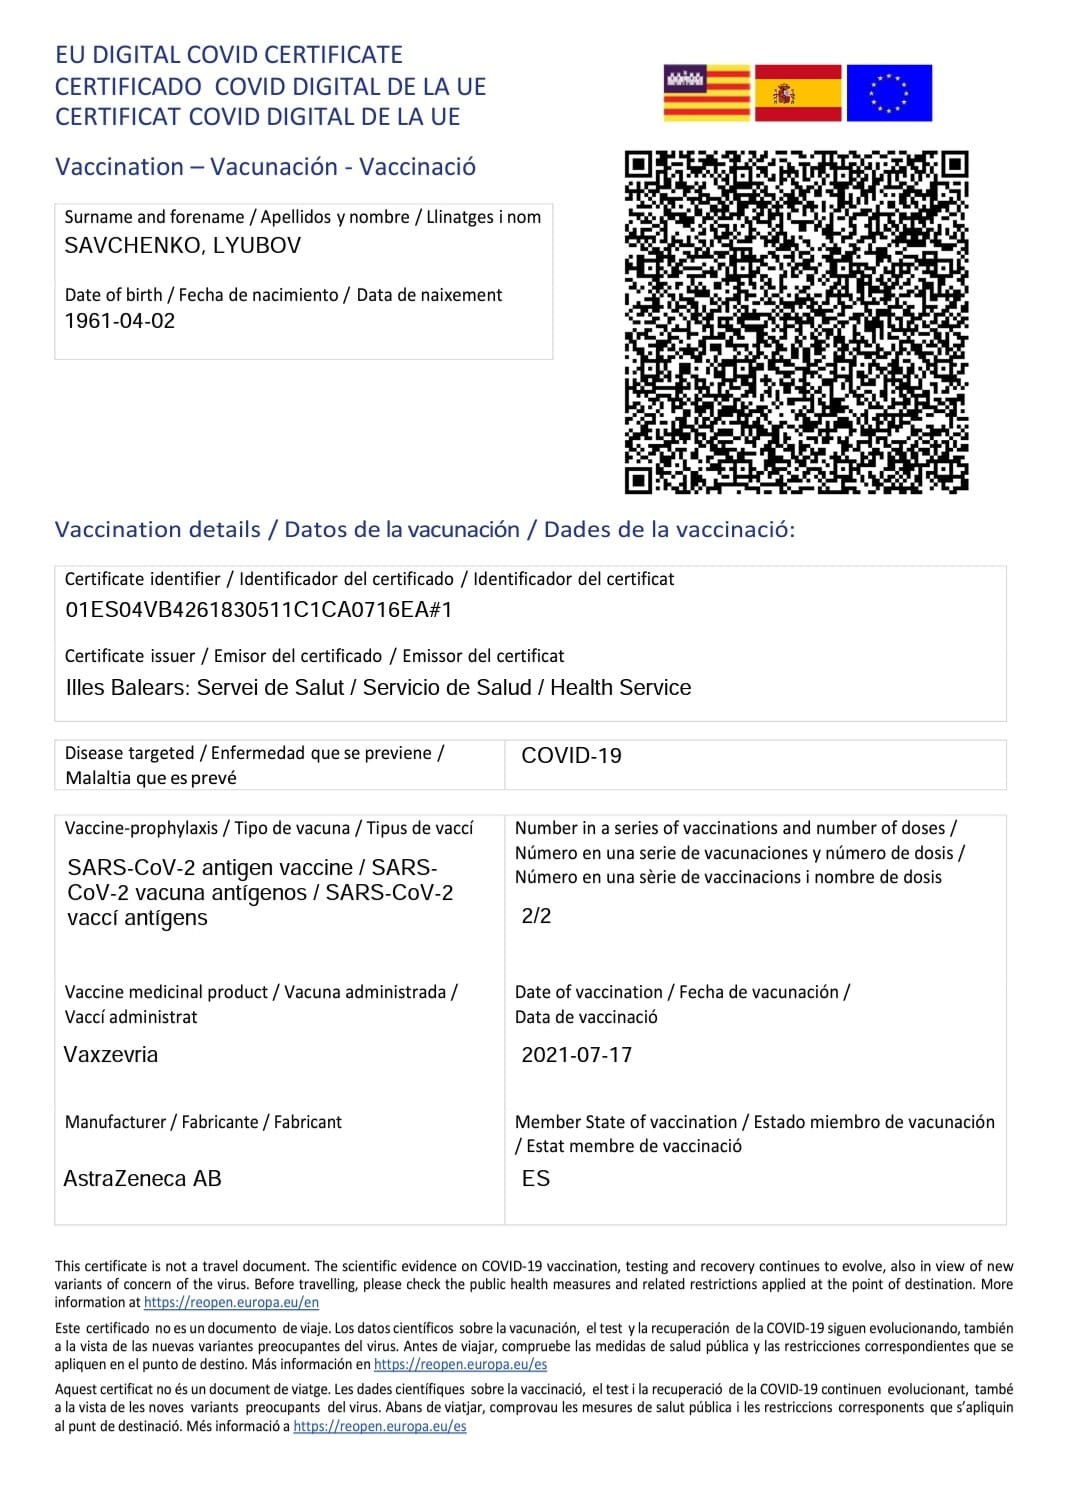 EU DIGITAL COVID CERTIFICATE
CERTIFICADO COVID DIGITAL DE LA UE
CERTIFICAT COVID DIGITAL DE LA UE
Vaccination – Vacunación - Vaccinació
Surname and forename / Apellidos y nombre / Llinatges i nom
SAVCHENKO, LYUBOV
Date of birth / Fecha de nacimiento / Data de naixement
1961-04-02
Vaccination details / Datos de la vacunación / Dades de la vaccinació:
Certificate identifier / Identificador del certificado / Identificador del certificat
01ES04VB4261830511C1CA0716EA#1
Certificate issuer / Emisor del certificado / Emissor del certificat
Illes Balears: Servei de Salut / Servicio de Salud / Health Service
Disease targeted / Enfermedad que se previene /
Malaltia que es prevé
COVID-19
Vaccine-prophylaxis / Tipo de vacuna / Tipus de vaccí
SARS-CoV-2 antigen vaccine / SARS-
CoV-2 vacuna antígenos / SARS-CoV-2
vaccí antígens
Number in a series of vaccinations and number of doses /
Número en una serie de vacunaciones y número de dosis /
Número en una sèrie de vaccinacions i nombre de dosis
2/2
Vaccine medicinal product / Vacuna administrada /
Vaccí administrat
Vaxzevria
Date of vaccination / Fecha de vacunación /
Data de vaccinació
2021-07-17
Manufacturer / Fabricante / Fabricant
AstraZeneca AB
Member State of vaccination / Estado miembro de vacunación
/ Estat membre de vaccinació
ES
This certificate is not a travel document. The scientific evidence on COVID-19 vaccination, testing and recovery continues to evolve, also in view of new
variants of concern of the virus. Before travelling, please check the public health measures and related restrictions applied at the point of destination. More
information at https://reopen.europa.eu/en
Este certificado no es un documento de viaje. Los datos científicos sobre la vacunación, el test y la recuperación de la COVID-19 siguen evolucionando, también
a la vista de las nuevas variantes preocupantes del virus. Antes de viajar, compruebe las medidas de salud pública y las restricciones correspondientes que se
apliquen en el punto de destino. Más información en https://reopen.europa.eu/es
Aquest certificat no és un document de viatge. Les dades científiques sobre la vaccinació, el test i la recuperació de la COVID-19 continuen evolucionant, també
a la vista de les noves variants preocupants del virus. Abans de viatjar, comprovau les mesures de salut pública i les restriccions corresponents que s'apliquin
al punt de destinació. Més informació a https://reopen.europa.eu/es